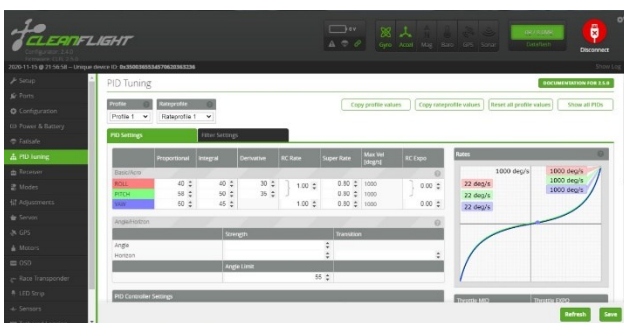 CLEANFLIGHT
Configurator 2.4.0
0 V
Gyro Accel Mag Baro GPS Sonar
Dataflash
Disconnect
Show Log
PID Tuning
DOCUMENTATION FOR 2.5.0
Profile Rateprofile
Profile 1 Rateprofile 1
Copy profile values Copy rateprofile values Reset all profile values Show all PIDs
PID Settings Filter Settings
Proportional Integral Derivative RC Rate Super Rate Max Vel [deg/s] RC Expo
Basic/Acro
ROLL 40 40 30 1.00 0.80 1000 0.00
PITCH 58 50 35 0.80 1000
YAW 50 45 1.00 0.80 1000 0.00
Angle/Horizon
Strength Transition
Angle
Horizon
Angle Limit
55
PID Controller Settings
Rates
1000 deg/s
1000 deg/s
1000 deg/s
1000 deg/s
22 deg/s
22 deg/s
22 deg/s
Throttle MID Throttle EXPO
Setup
Ports
Configuration
Power & Battery
Failsafe
PID Tuning
Receiver
Modes
Adjustments
Servos
GPS
Motors
OSD
Race Transponder
LED Strip
Sensors
Refresh Save